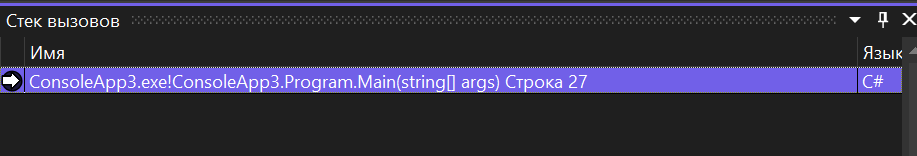 Стек вызовов
Имя Язык
ConsoleApp3.exe!ConsoleApp3.Program.Main(string[] args) Строка 27 C#